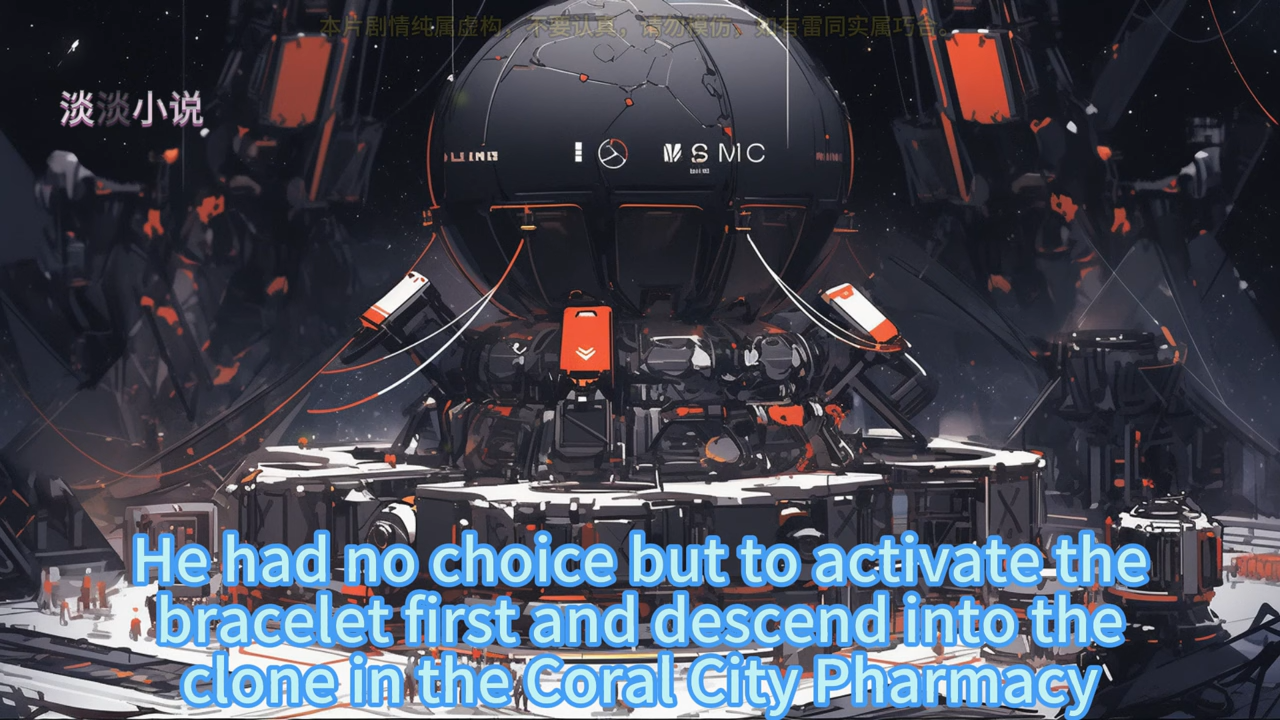 本片剧情纯属虚构，不要认真，请勿模仿，如有雷同实属巧合。
淡淡小说
SMC
He had no choice but to activate the
bracelet first and descend into the
clone in the Coral City Pharmacy